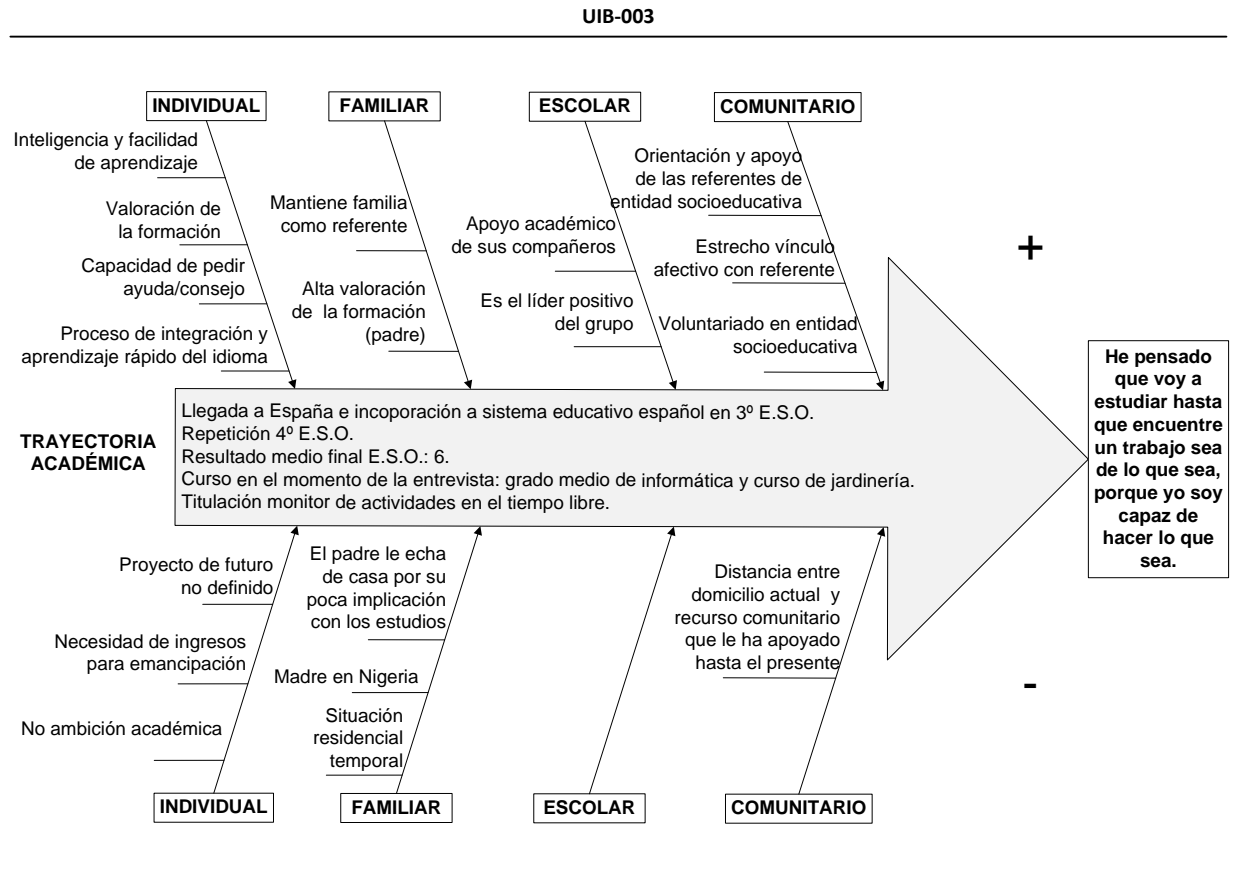 UIB-003
INDIVIDUAL
FAMILIAR
ESCOLAR
COMUNITARIO
Inteligencia y facilidad
de aprendizaje
Valoración de
la formación
Capacidad de pedir
ayuda/consejo
Proceso de integración y
aprendizaje rápido del idioma
Mantiene familia
como referente
Alta valoración
de la formación
(padre)
Apoyo académico
de sus compañeros
Es el líder positivo
del grupo
Orientación y apoyo
de las referentes de
entidad socioeducativa
Estrecho vínculo
afectivo con referente
Voluntariado en entidad
socioeducativa
+
TRAYECTORIA
ACADÉMICA
Llegada a España e incoporación a sistema educativo español en 3º E.S.O.
Repetición 4º E.S.O.
Resultado medio final E.S.O.: 6.
Curso en el momento de la entrevista: grado medio de informática y curso de jardinería.
Titulación monitor de actividades en el tiempo libre.
He pensado
que voy a
estudiar hasta
que encuentre
un trabajo sea
de lo que sea,
porque yo soy
capaz de
hacer lo que
sea.
Proyecto de futuro
no definido
Necesidad de ingresos
para emancipación
No ambición académica
El padre le echa
de casa por su
poca implicación
con los estudios
Madre en Nigeria
Situación
residencial
temporal
Distancia entre
domicilio actual y
recurso comunitario
que le ha apoyado
hasta el presente
-
INDIVIDUAL
FAMILIAR
ESCOLAR
COMUNITARIO